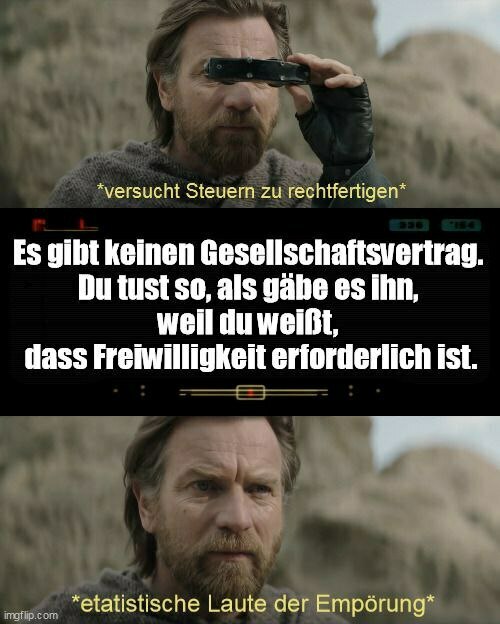 *versucht Steuern zu rechtfertigen*
Es gibt keinen Gesellschaftsvertrag.
Du tust so, als gäbe es ihn,
weil du weißt,
dass Freiwilligkeit erforderlich ist.
*etatistische Laute der Empörung*
imgflip.com